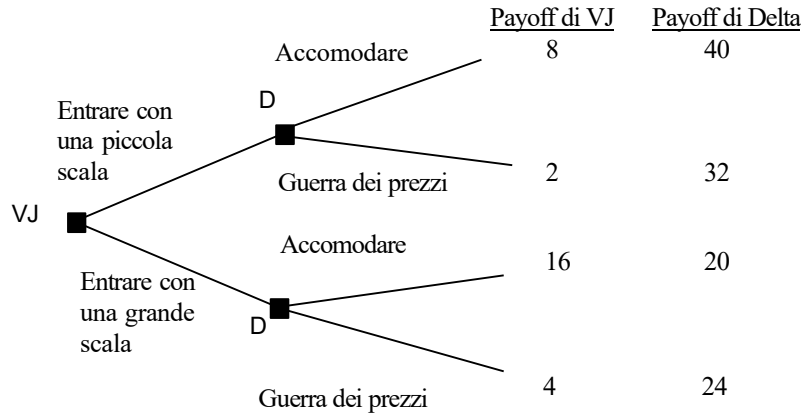 Payoff di VJ Payoff di Delta
Accomodare 8 40
D
Entrare con
una piccola
scala
Guerra dei prezzi 2 32
VJ
Accomodare 16 20
Entrare con
una grande
scala
D
Guerra dei prezzi 4 24